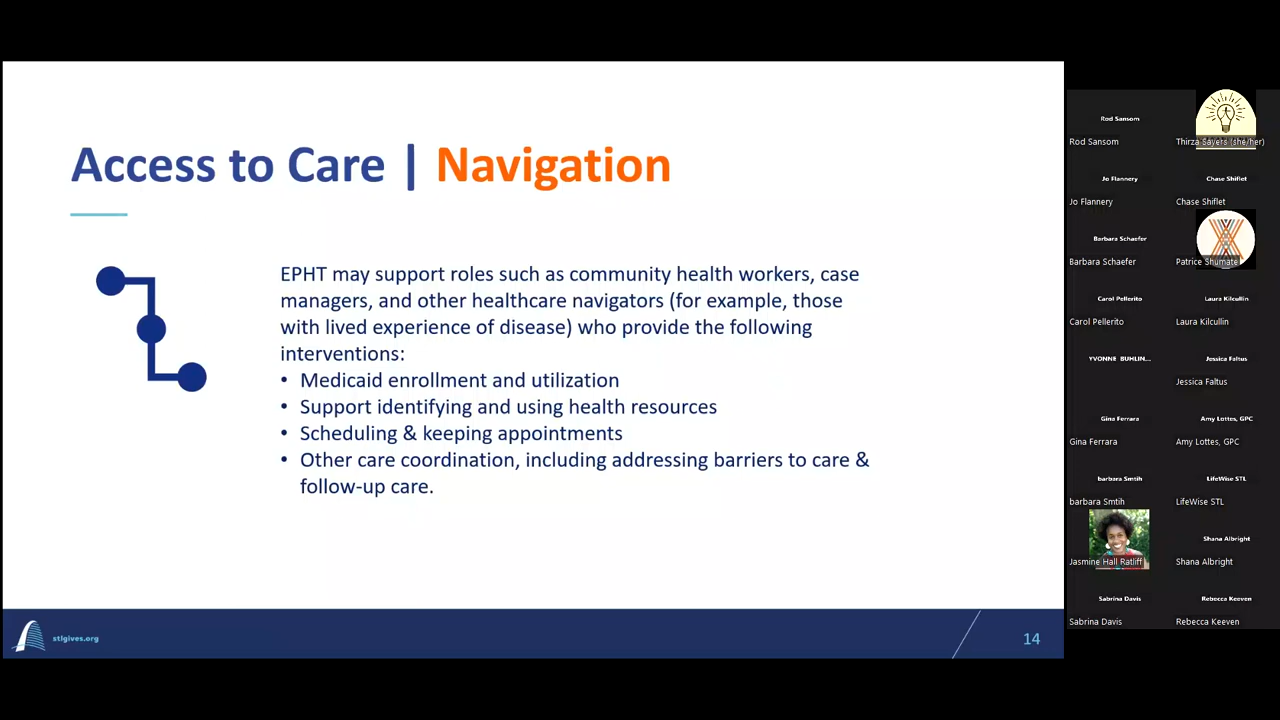 Access to Care | Navigation
EPHT may support roles such as community health workers, case
managers, and other healthcare navigators (for example, those
with lived experience of disease) who provide the following
interventions:
• Medicaid enrollment and utilization
• Support identifying and using health resources
• Scheduling & keeping appointments
• Other care coordination, including addressing barriers to care &
follow-up care.
stlgives.org
14
Rod Sansom
Rod Sansom
Thirza Sayers (she/her)
Jo Flannery
Chase Shiflet
Jo Flannery
Chase Shiflet
Barbara Schaefer
Barbara Schaefer
Patrice Shumate
Carol Pellerito
Laura Kilcullin
Carol Pellerito
Laura Kilcullin
YVONNE BUHLIN...
Jessica Faltus
Jessica Faltus
Gina Ferrara
Amy Lottes, GPC
Gina Ferrara
Amy Lottes, GPC
barbara Smtih
LifeWise STL
barbara Smtih
LifeWise STL
Shana Albright
Jasmine Hall Ratliff
Shana Albright
Sabrina Davis
Rebecca Keeven
Sabrina Davis
Rebecca Keeven